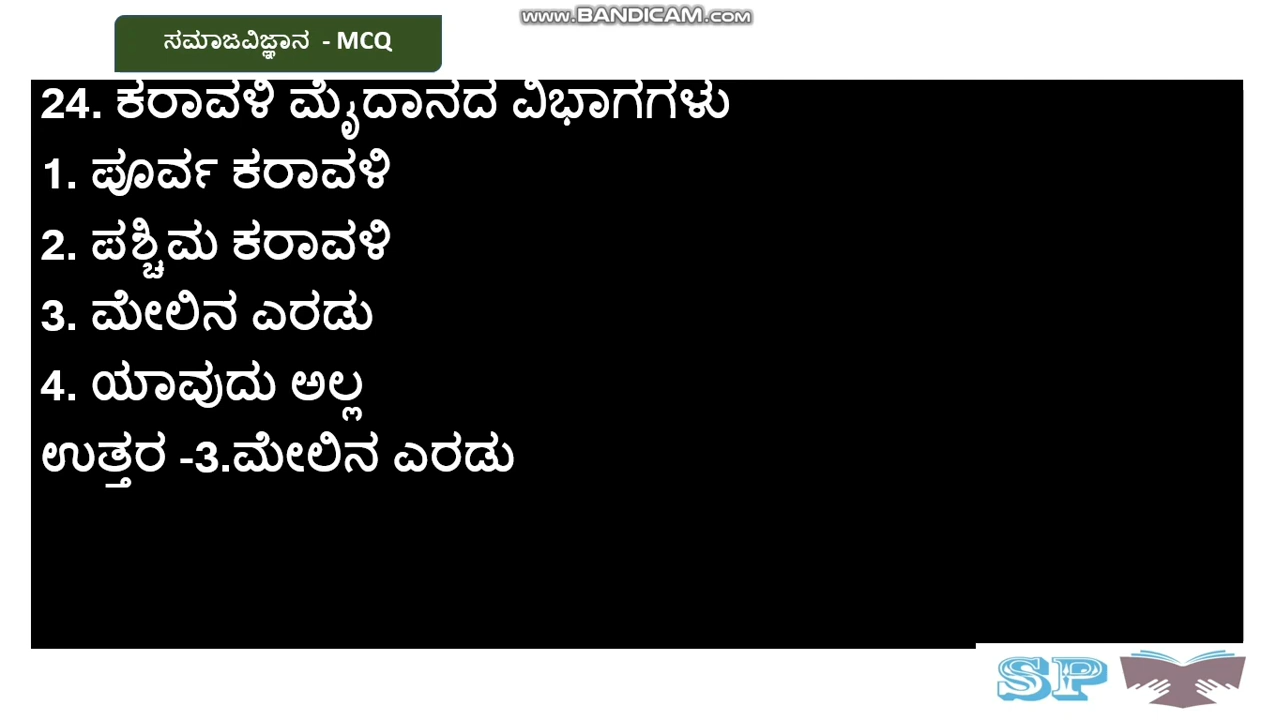 www.BANDICAM.com
ಸಮಾಜವಿಜ್ಞಾನ - MCQ
24. ಕರಾವಳಿ ಮೈದಾನದ ವಿಭಾಗಗಳು
1. ಪೂರ್ವ ಕರಾವಳಿ
2. ಪಶ್ಚಿಮ ಕರಾವಳಿ
3. ಮೇಲಿನ ಎರಡು
4. ಯಾವುದು ಅಲ್ಲ
ಉತ್ತರ -3.ಮೇಲಿನ ಎರಡು
SP